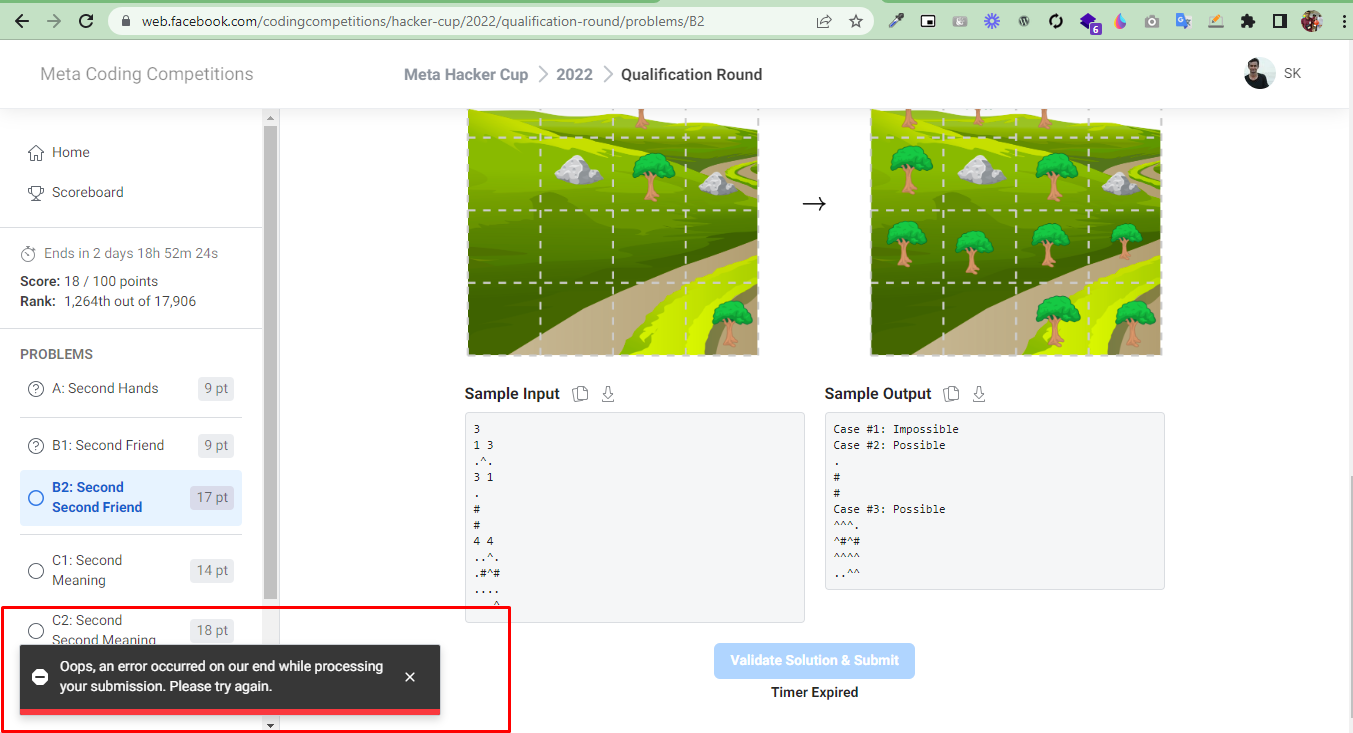 web.facebook.com/codingcompetitions/hacker-cup/2022/qualification-round/problems/B2
6
Meta Coding Competitions
Meta Hacker Cup
2022
Qualification Round
SK
Home
Scoreboard
Ends in 2 days 18h 52m 24s
Score: 18 / 100 points
Rank: 1,264th out of 17,906
PROBLEMS
A: Second Hands 9 pt
B1: Second Friend 9 pt
B2: Second
Second Friend
17 pt
C1: Second
Meaning
14 pt
C2: Second
Second Meaning
18 pt
Oops, an error occurred on our end while processing
your submission. Please try again.
Sample Input
3
1 3
.^.
3 1
.
#
#
4 4
..^.
.#^#
....
...^
Sample Output
Case #1: Impossible
Case #2: Possible
.
#
#
Case #3: Possible
^^^.
^#^#
^^^^
..^^
Validate Solution & Submit
Timer Expired